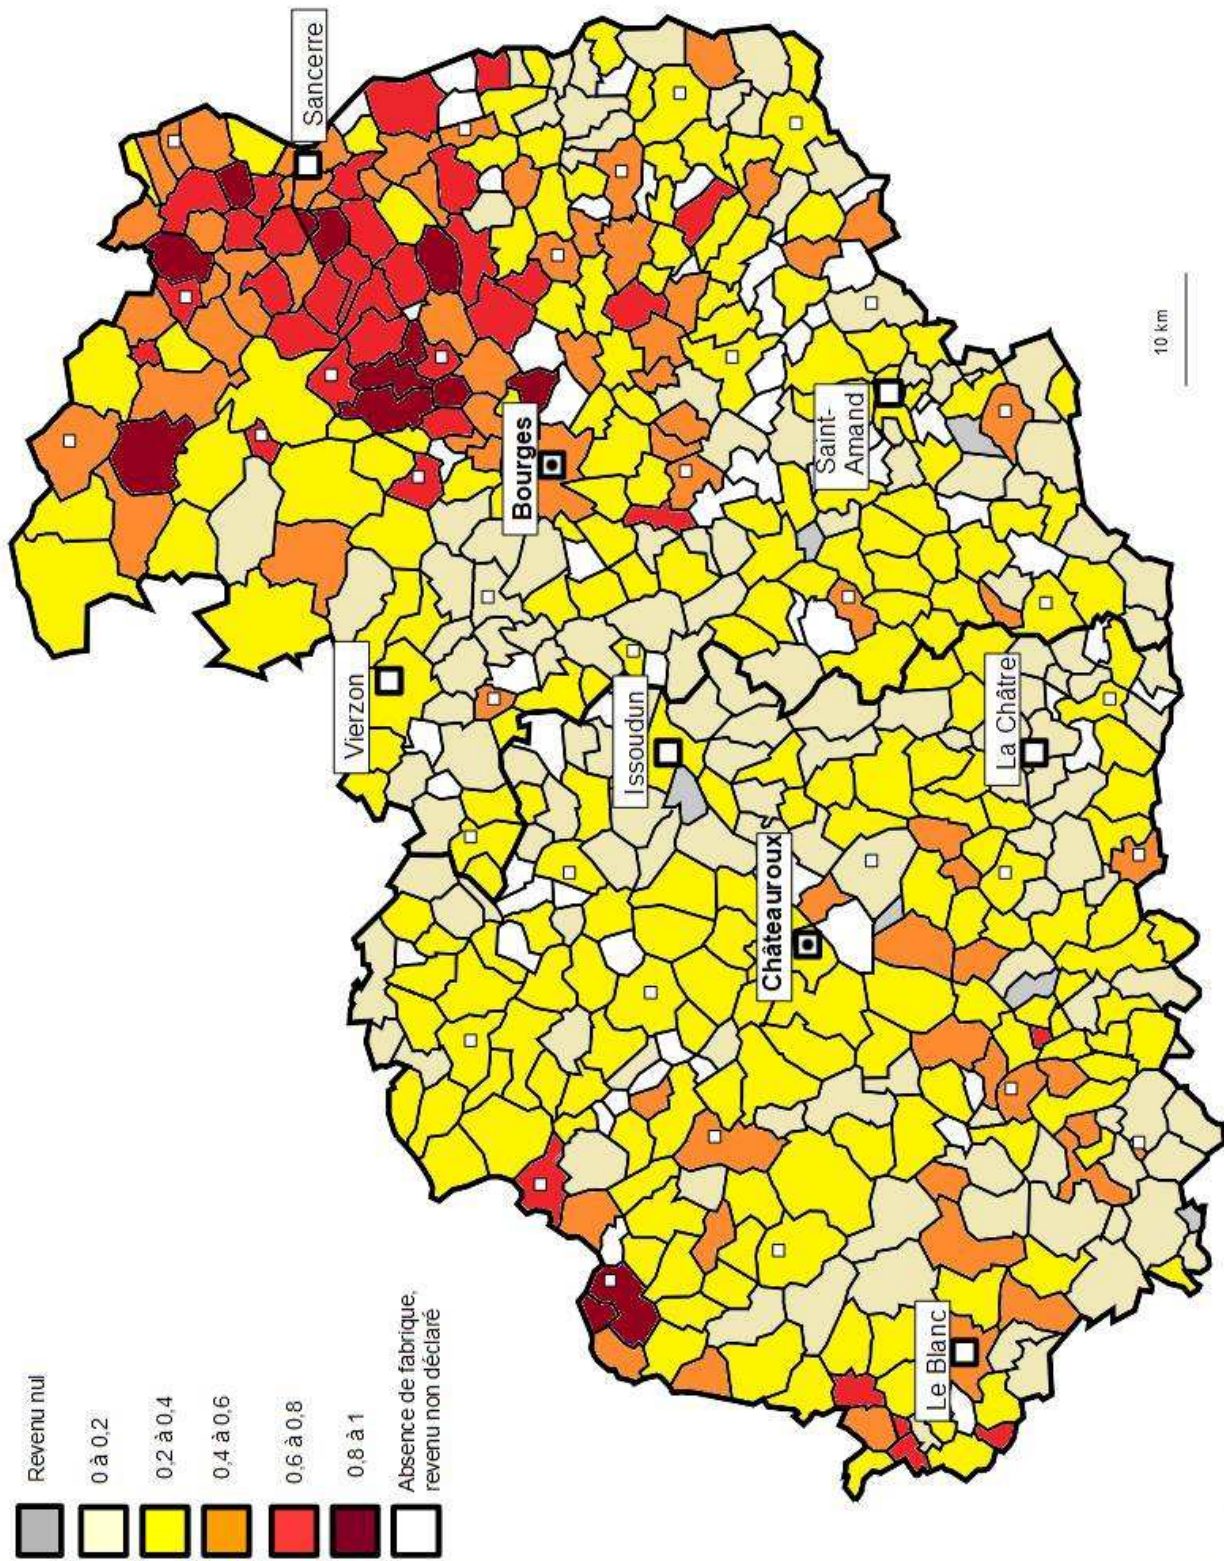 Revenu nul
0 à 0,2
0,2 à 0,4
0,4 à 0,6
0,6 à 0,8
0,8 à 1
Absence de fabrique,
revenu non déclaré
Sancerre
Vierzon
Bourges
Issoudun
Saint-
Amand
Châteauroux
La Châtre
Le Blanc
10 km